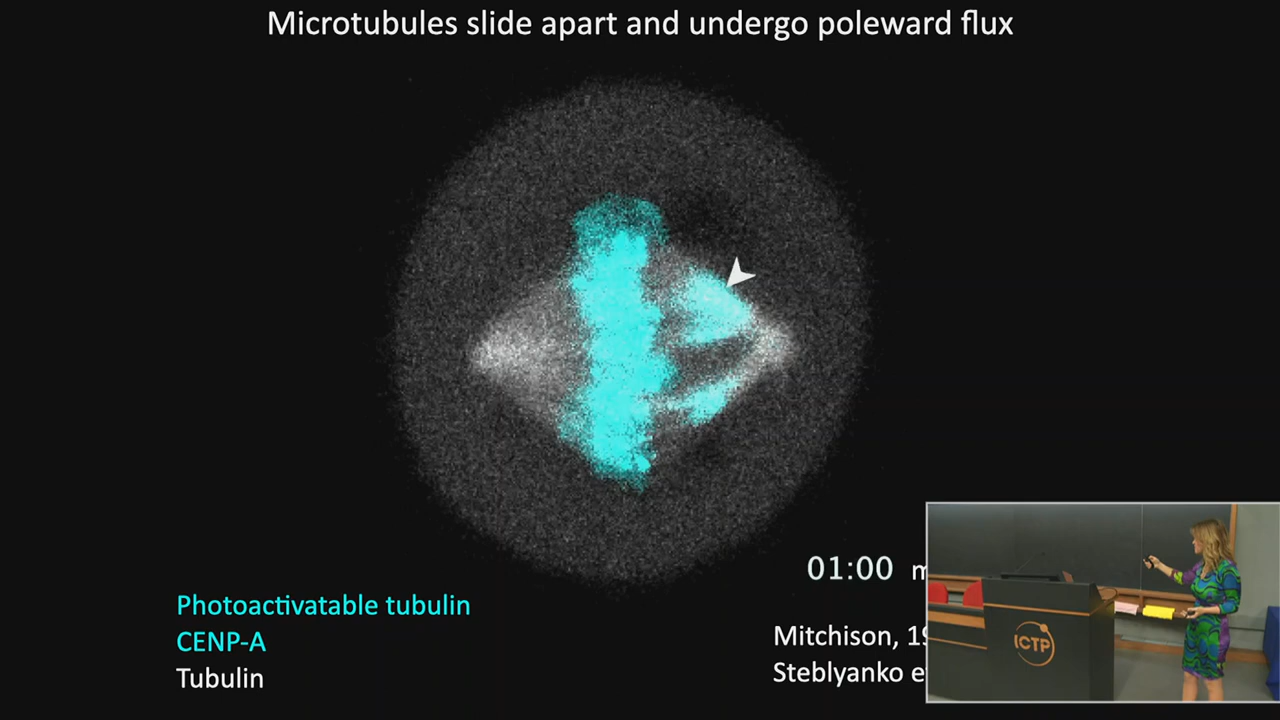 Microtubules slide apart and undergo poleward flux
01:00
Photoactivatable tubulin
CENP-A
Tubulin
Mitchison,
Steblyanko
ICTP